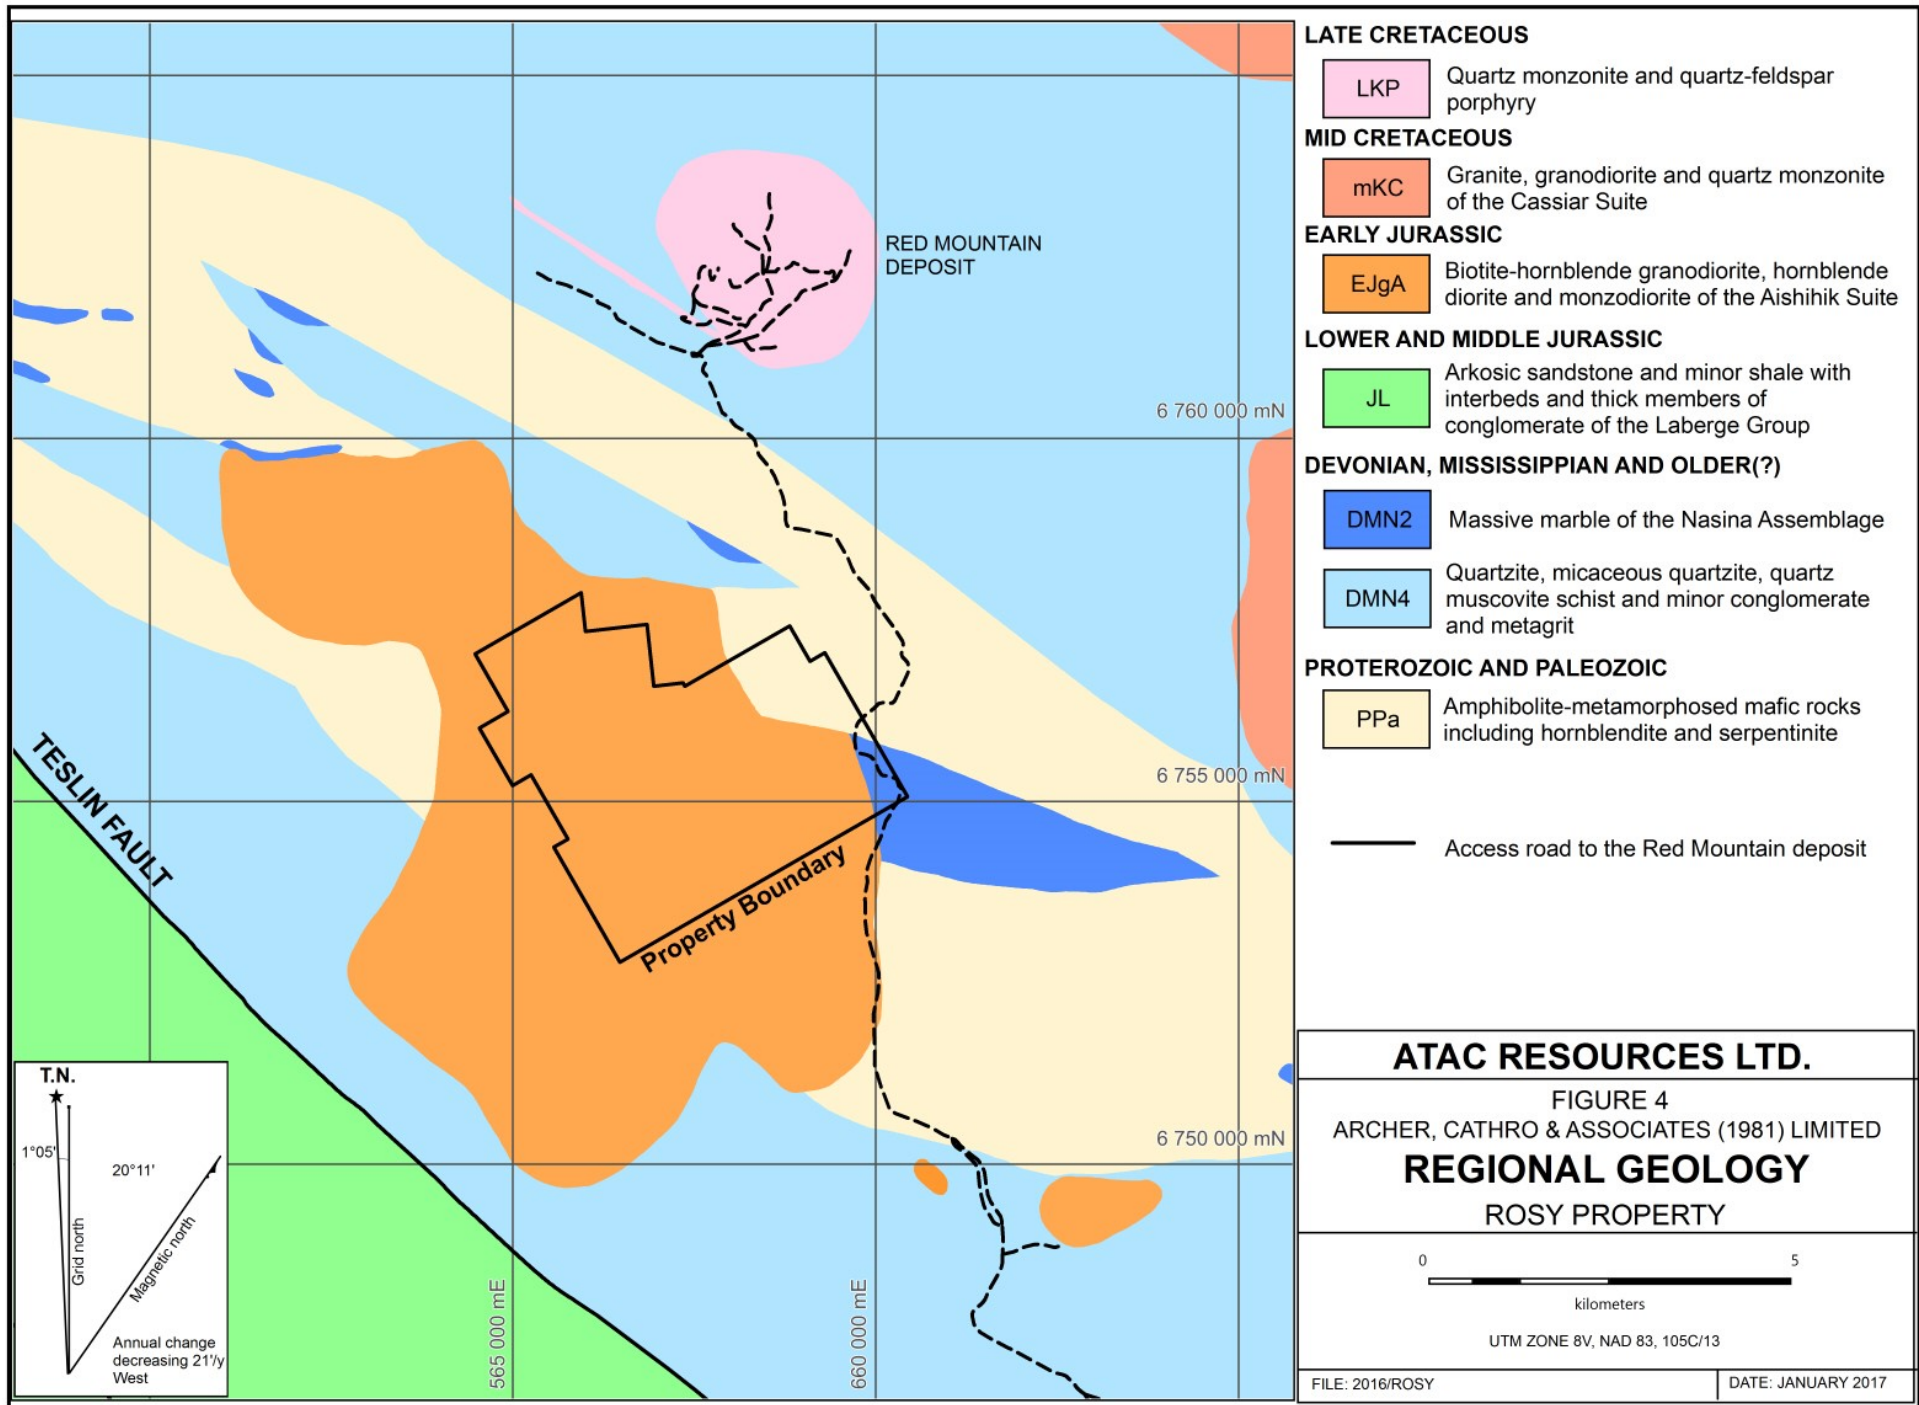 RED MOUNTAIN
DEPOSIT
6 760 000 mN
6 755 000 mN
6 750 000 mN
TESLIN FAULT
Property Boundary
565 000 mE
660 000 mE
T.N.
1°05'
20°11'
Grid north
Magnetic north
Annual change
decreasing 21'/y
West
LATE CRETACEOUS
LKP
Quartz monzonite and quartz-feldspar
porphyry
MID CRETACEOUS
mKC
Granite, granodiorite and quartz monzonite
of the Cassiar Suite
EARLY JURASSIC
EJgA
Biotite-hornblende granodiorite, hornblende
diorite and monzodiorite of the Aishihik Suite
LOWER AND MIDDLE JURASSIC
JL
Arkosic sandstone and minor shale with
interbeds and thick members of
conglomerate of the Laberge Group
DEVONIAN, MISSISSIPPIAN AND OLDER(?)
DMN2
Massive marble of the Nasina Assemblage
DMN4
Quartzite, micaceous quartzite, quartz
muscovite schist and minor conglomerate
and metagrit
PROTEROZOIC AND PALEOZOIC
PPa
Amphibolite-metamorphosed mafic rocks
including hornblendite and serpentinite
Access road to the Red Mountain deposit
ATAC RESOURCES LTD.
FIGURE 4
ARCHER, CATHRO & ASSOCIATES (1981) LIMITED
REGIONAL GEOLOGY
ROSY PROPERTY
0 5
kilometers
UTM ZONE 8V, NAD 83, 105C/13
FILE: 2016/ROSY
DATE: JANUARY 2017